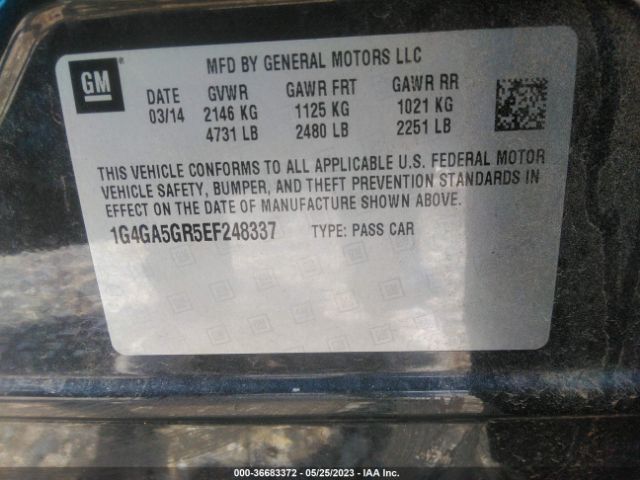 GM
MFD BY GENERAL MOTORS LLC
DATE GVWR GAWR FRT GAWR RR
03/14 2146 KG 1125 KG 1021 KG
4731 LB 2480 LB 2251 LB
THIS VEHICLE CONFORMS TO ALL APPLICABLE U.S. FEDERAL MOTOR
VEHICLE SAFETY, BUMPER, AND THEFT PREVENTION STANDARDS IN
EFFECT ON THE DATE OF MANUFACTURE SHOWN ABOVE.
1G4GA5GR5EF248337 TYPE: PASS CAR
000-36683372 - 05/25/2023 - IAA Inc.